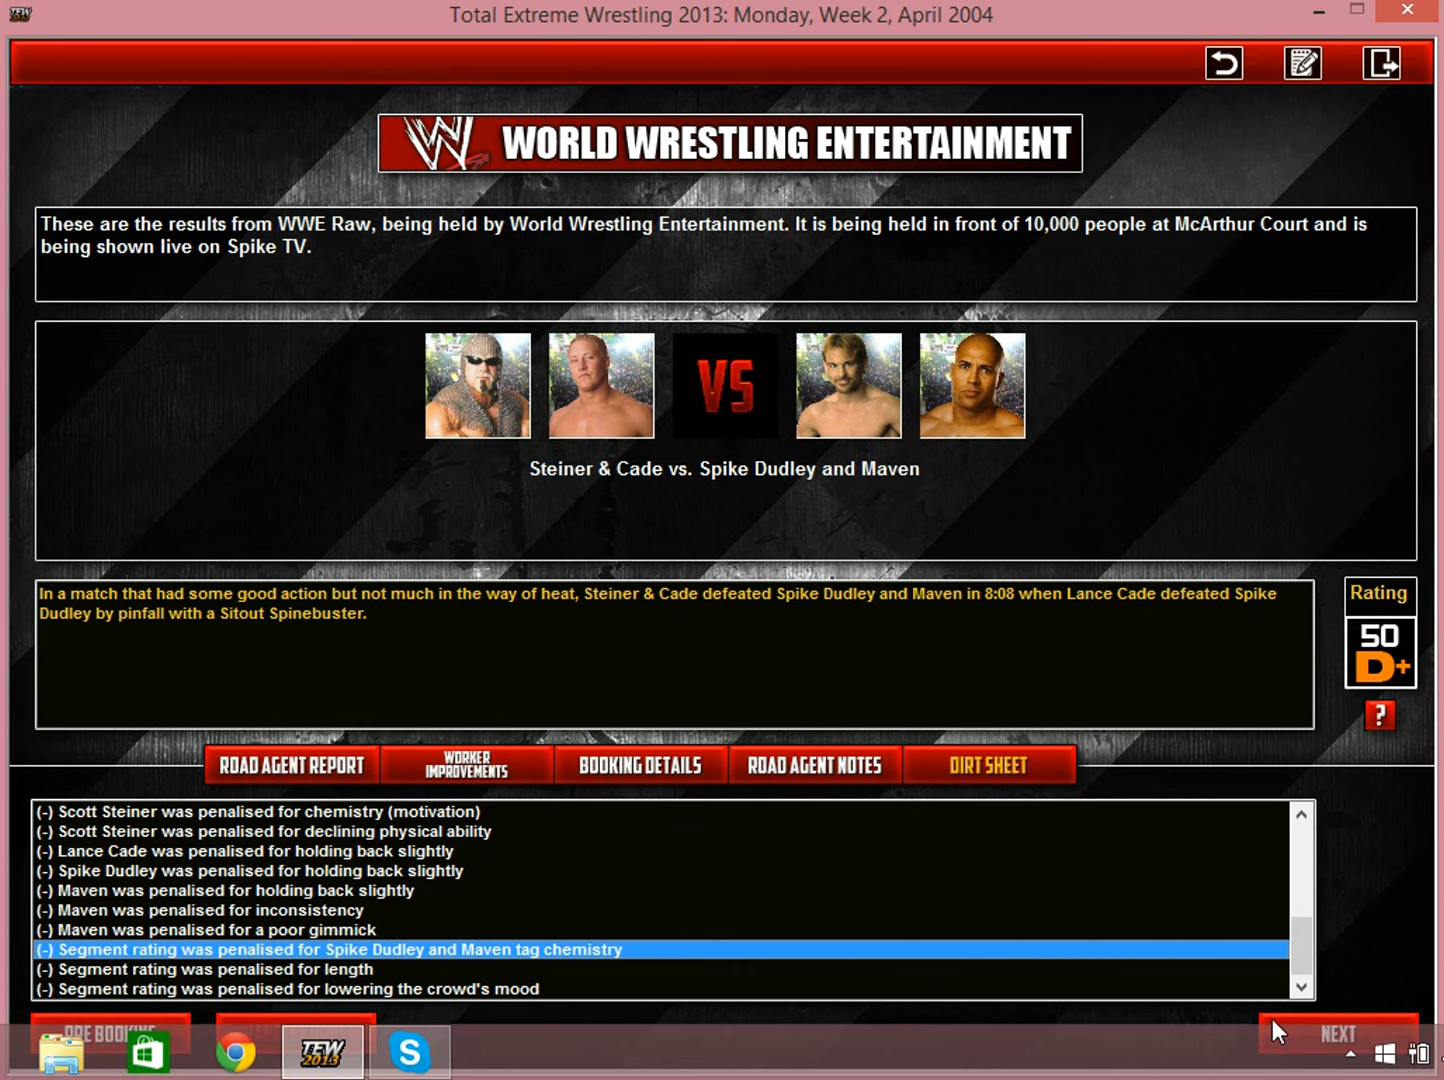 TEW 2013
Total Extreme Wrestling 2013: Monday, Week 2, April 2004
W WORLD WRESTLING ENTERTAINMENT
These are the results from WWE Raw, being held by World Wrestling Entertainment. It is being held in front of 10,000 people at McArthur Court and is
being shown live on Spike TV.
VS
Steiner & Cade vs. Spike Dudley and Maven
In a match that had some good action but not much in the way of heat, Steiner & Cade defeated Spike Dudley and Maven in 8:08 when Lance Cade defeated Spike
Dudley by pinfall with a Sitout Spinebuster.
Rating
50
D+
?
ROAD AGENT REPORT
WORKER
IMPROVEMENTS
BOOKING DETAILS
ROAD AGENT NOTES
DIRT SHEET
(-) Scott Steiner was penalised for chemistry (motivation)
(-) Scott Steiner was penalised for declining physical ability
(-) Lance Cade was penalised for holding back slightly
(-) Spike Dudley was penalised for holding back slightly
(-) Maven was penalised for holding back slightly
(-) Maven was penalised for inconsistency
(-) Maven was penalised for a poor gimmick
(-) Segment rating was penalised for Spike Dudley and Maven tag chemistry
(-) Segment rating was penalised for length
(-) Segment rating was penalised for lowering the crowd's mood
PRE BOOKING
NEXT
TEW
2013
S